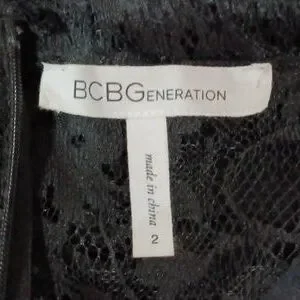 BCBGENERATION
made in china
2